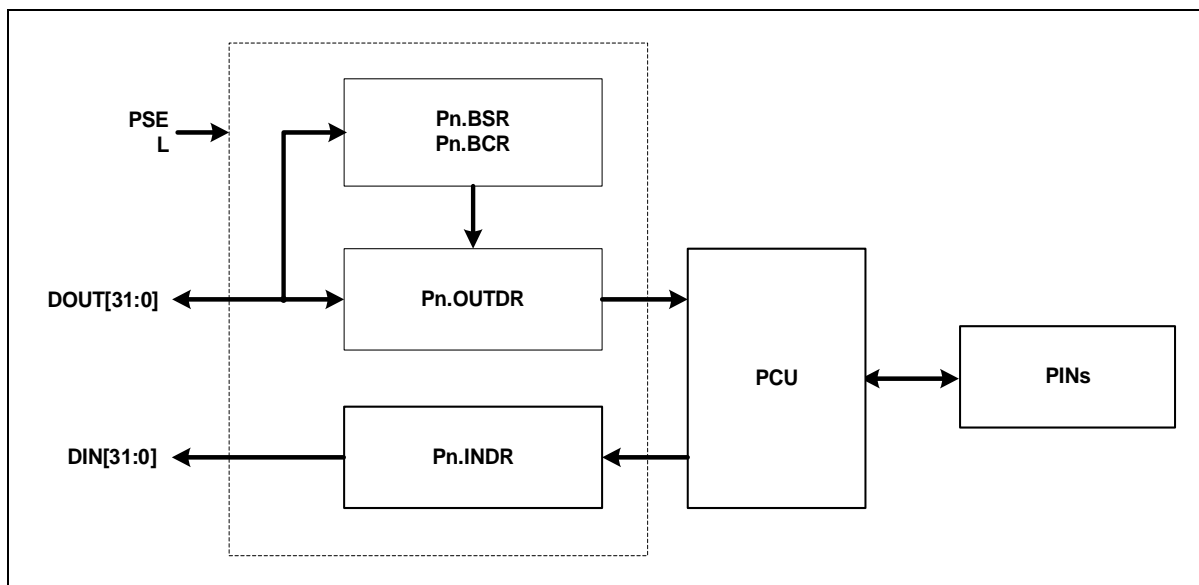 PSE
L
Pn.BSR
Pn.BCR
DOUT[31:0]
Pn.OUTDR
PCU
PINs
DIN[31:0]
Pn.INDR